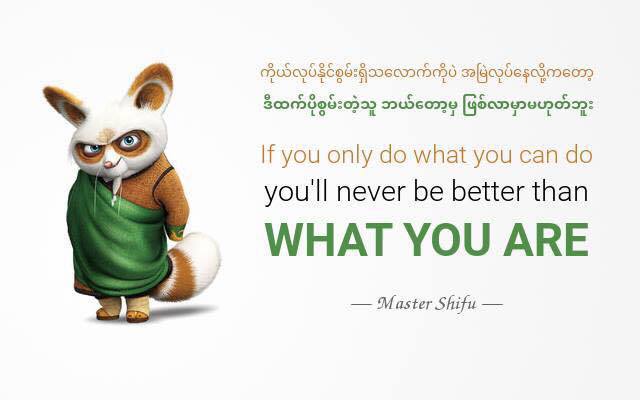 ကိုယ်လုပ်နိုင်စွမ်းရှိသလောက်ကိုပဲ အမြဲလုပ်နေလို့ကတော့
ဒီထက်ပိုစွမ်းတဲ့သူ ဘယ်တော့မှ ဖြစ်လာမှာမဟုတ်ဘူး
If you only do what you can do
you'll never be better than
WHAT YOU ARE
— Master Shifu —